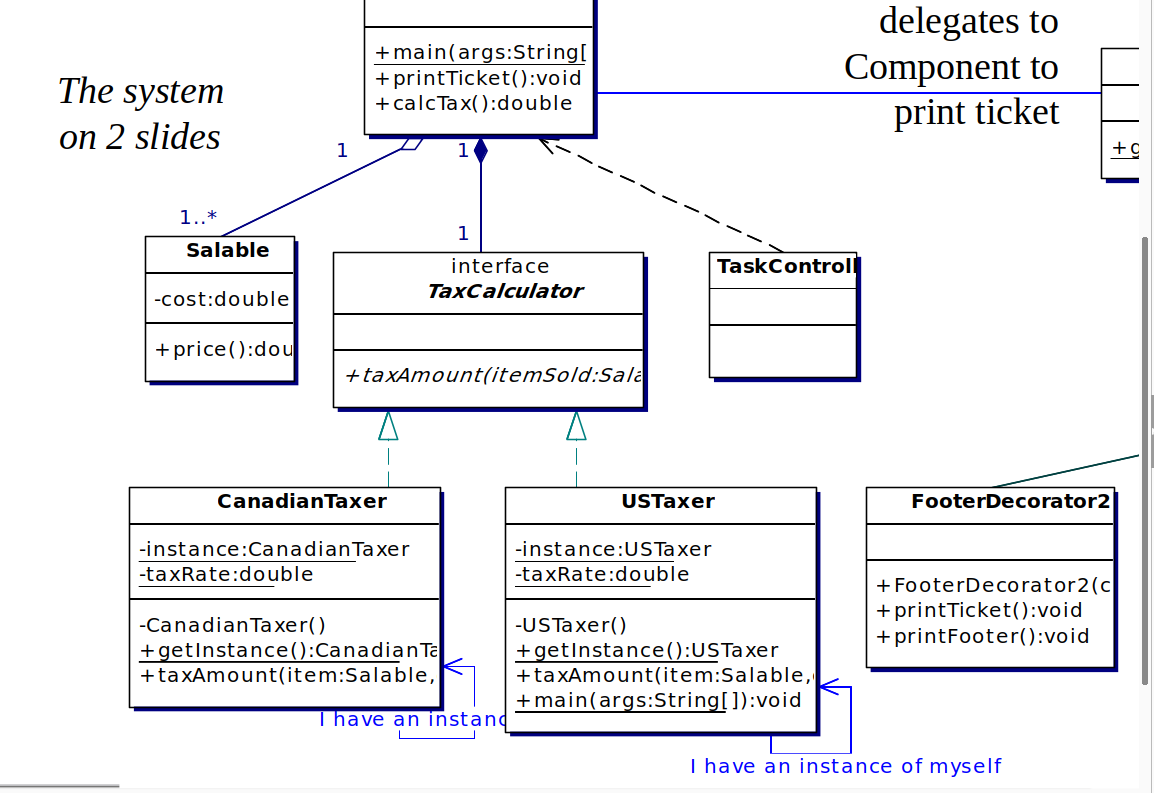 delegates to
Component to
print ticket
The system
on 2 slides
+main(args:String[
+printTicket():void
+calcTax():double
+g
1
1
1..*
1
Salable
-cost:double
+price():dou
interface
TaxCalculator
+taxAmount(itemSold:Sala
TaskControll
CanadianTaxer
-instance:CanadianTaxer
-taxRate:double
-CanadianTaxer()
+getInstance():CanadianTa
+taxAmount(item:Salable,
I have an instanc
USTaxer
-instance:USTaxer
-taxRate:double
-USTaxer()
+getInstance():USTaxer
+taxAmount(item:Salable,
+main(args:String[]):void
I have an instance of myself
FooterDecorator2
+FooterDecorator2(c
+printTicket():void
+printFooter():void